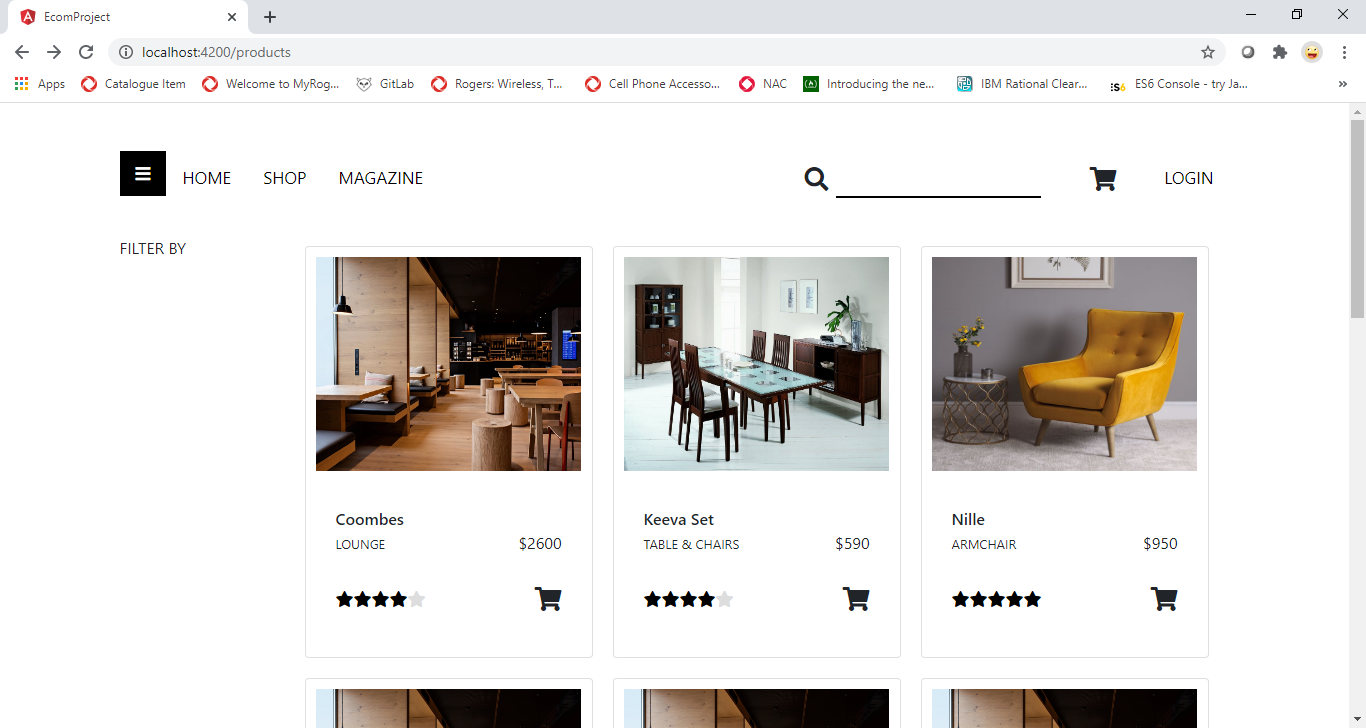 EcomProject
localhost:4200/products
Apps Catalogue Item Welcome to MyRog... GitLab Rogers: Wireless, T... Cell Phone Accesso... NAC Introducing the ne... IBM Rational Clear... ES6 ES6 Console - try Ja... »
HOME SHOP MAGAZINE LOGIN
FILTER BY
Coombes
LOUNGE $2600
Keeva Set
TABLE & CHAIRS $590
Nille
ARMCHAIR $950